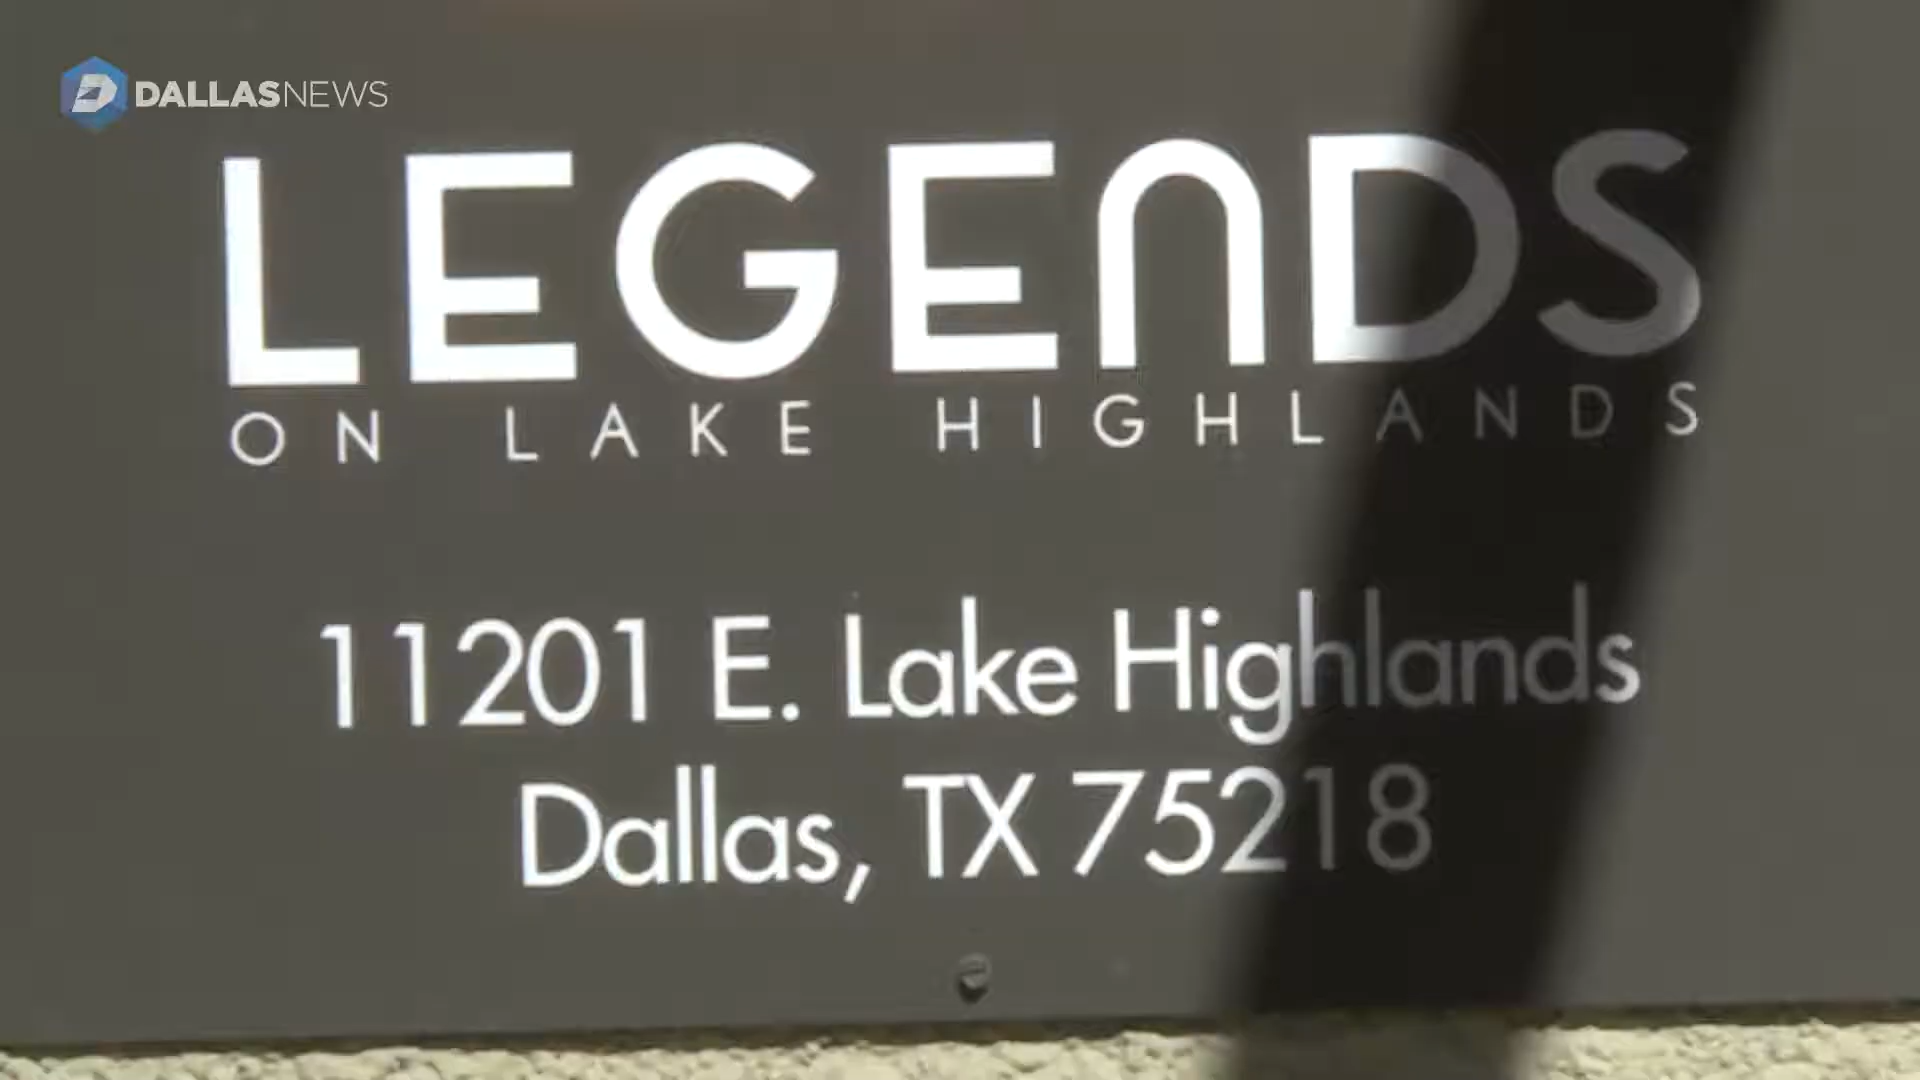 DALLASNEWS
LEGENDS
ON LAKE HIGHLANDS
11201 E. Lake Highlands
Dallas, TX 75218